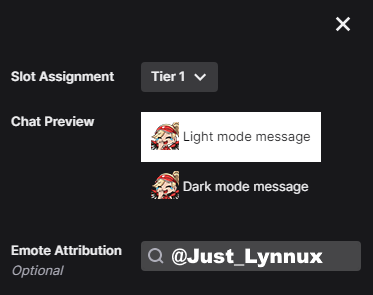 Slot Assignment
Tier 1
Chat Preview
Light mode message
Dark mode message
Emote Attribution
@Just_Lynnux
Optional